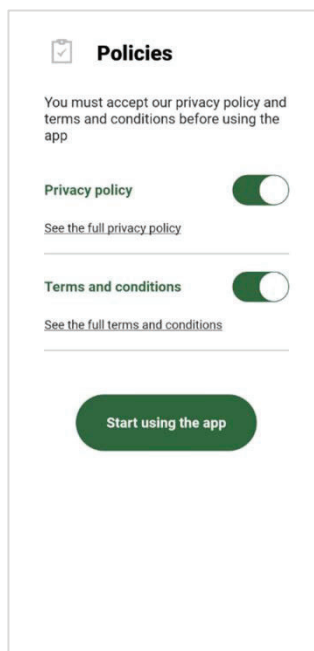 Policies
You must accept our privacy policy and
terms and conditions before using the
app
Privacy policy
See the full privacy policy
Terms and conditions
See the full terms and conditions
Start using the app